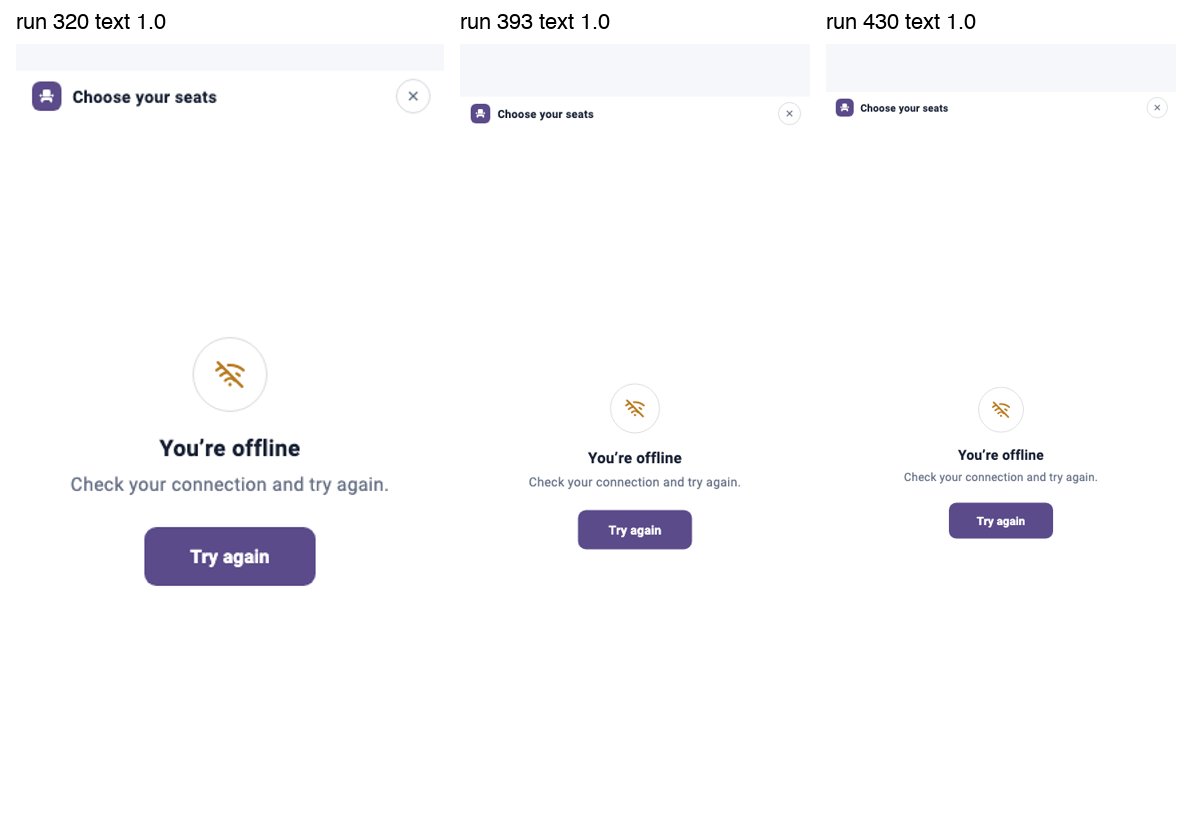 run 320 text 1.0
Choose your seats
You’re offline
Check your connection and try again.
Try again
run 393 text 1.0
Choose your seats
You’re offline
Check your connection and try again.
Try again
run 430 text 1.0
Choose your seats
You’re offline
Check your connection and try again.
Try again